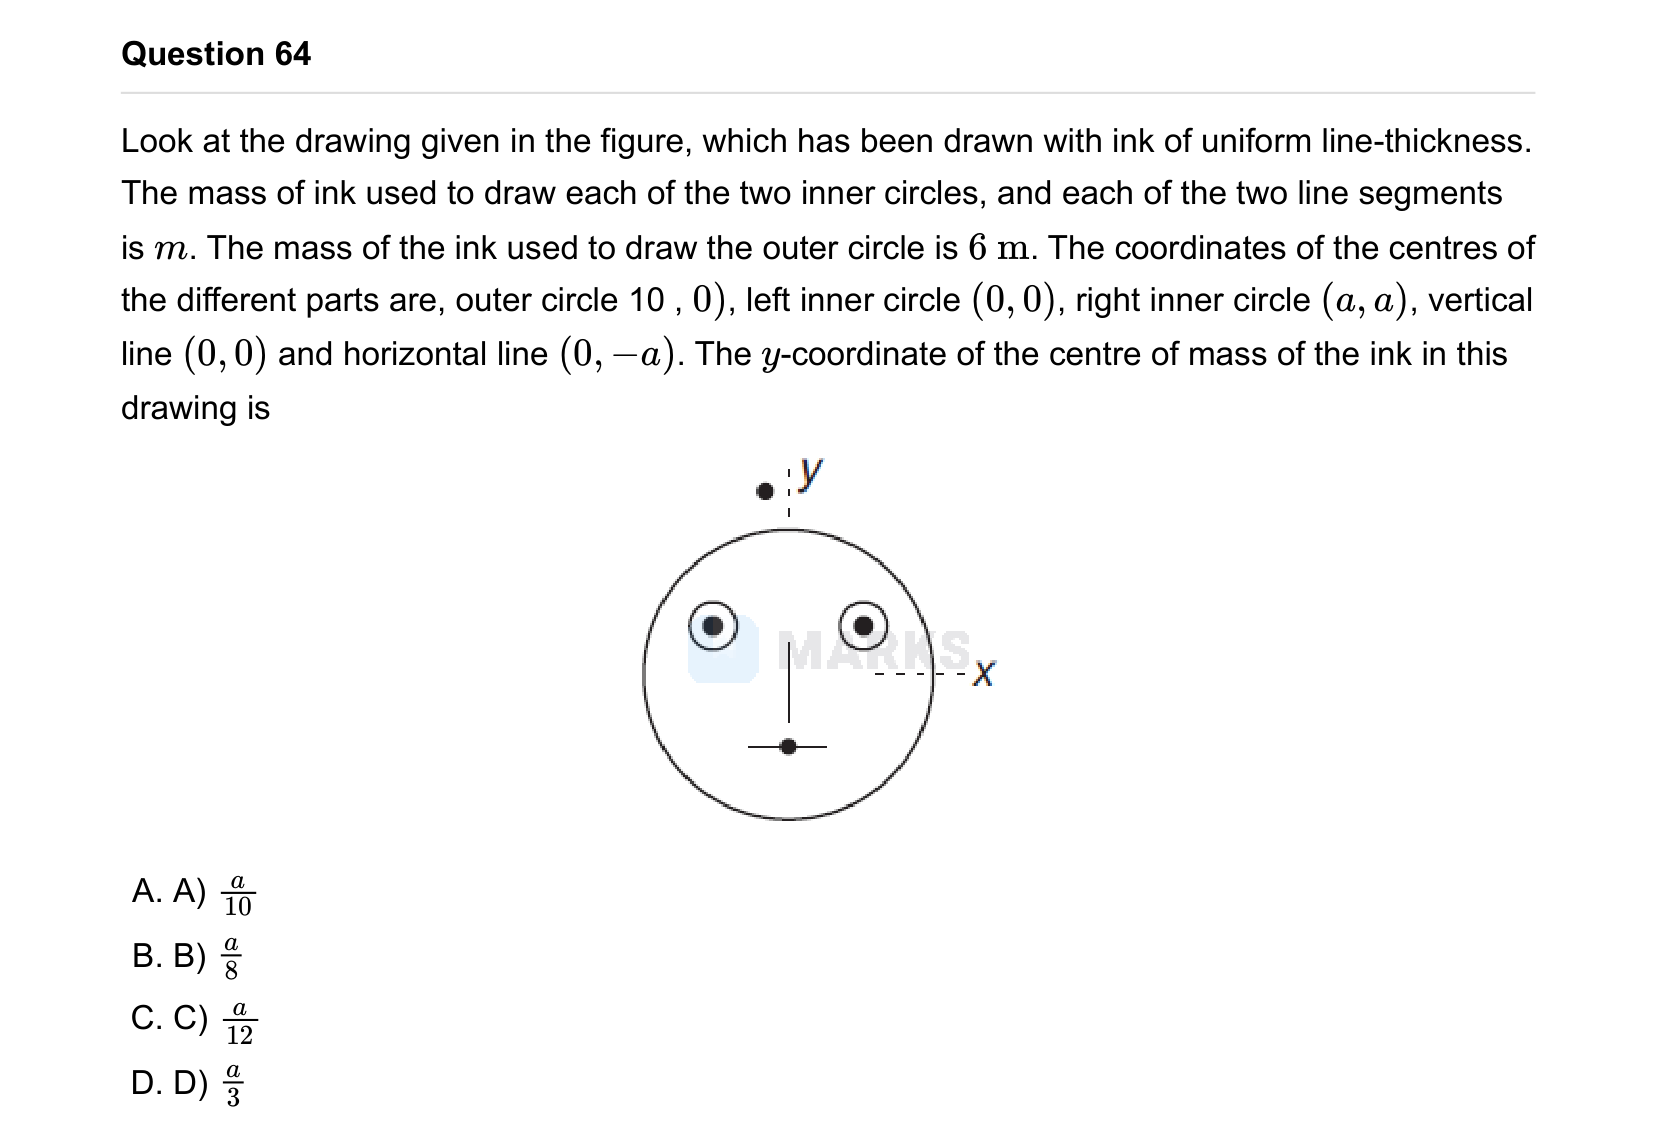 Question 64
Look at the drawing given in the figure, which has been drawn with ink of uniform line-thickness.
The mass of ink used to draw each of the two inner circles, and each of the two line segments
is m. The mass of the ink used to draw the outer circle is 6 m. The coordinates of the centres of
the different parts are, outer circle 10 , 0), left inner circle (0, 0), right inner circle (a, a), vertical
line (0, 0) and horizontal line (0, −a). The y-coordinate of the centre of mass of the ink in this
drawing is
y
MARKS
x
A. A) a/10
B. B) a/8
C. C) a/12
D. D) a/3